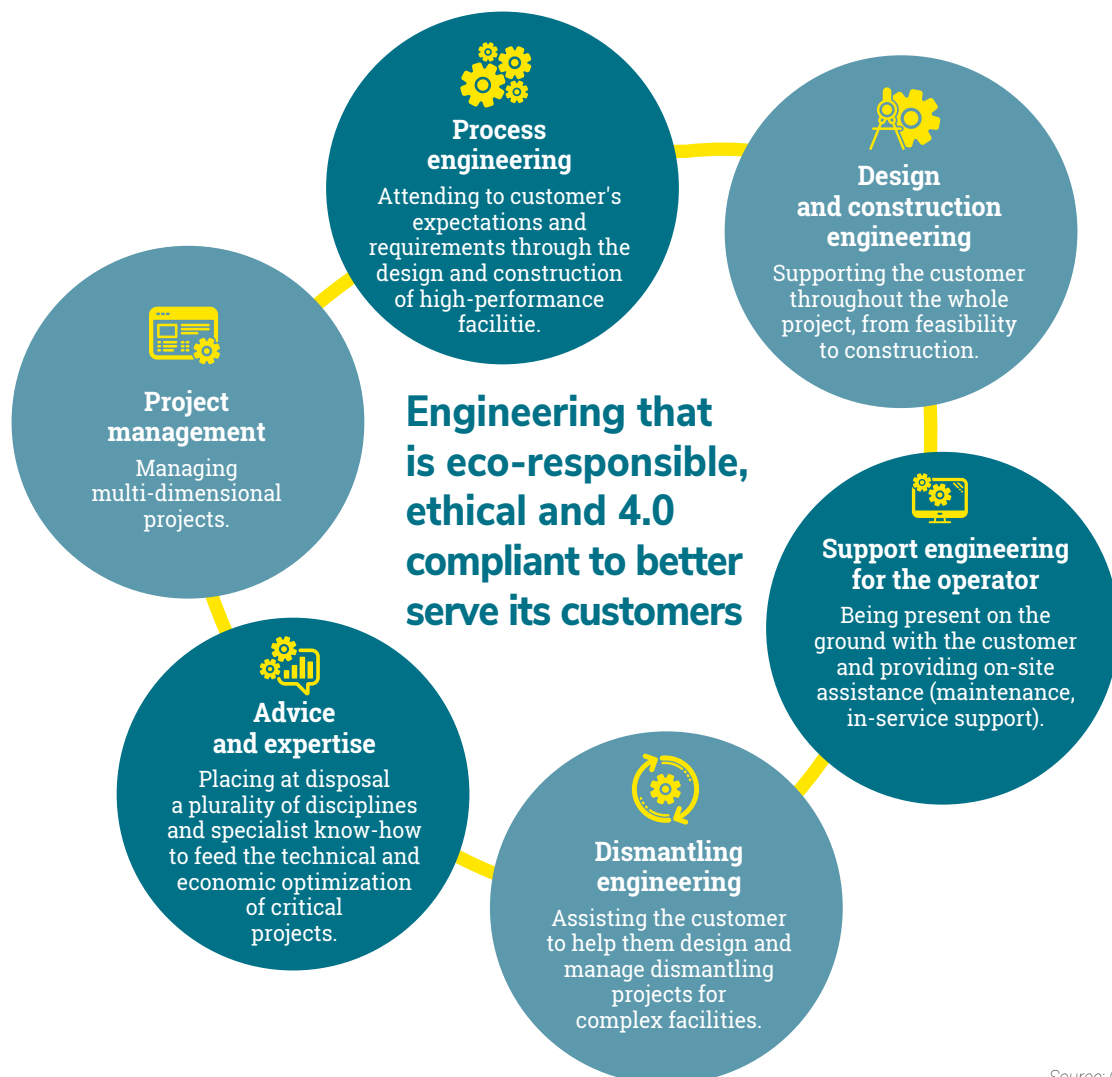 Process
engineering
Attending to customer's
expectations and
requirements through the
design and construction
of high-performance
facilitie.
Design
and construction
engineering
Supporting the customer
throughout the whole
project, from feasibility
to construction.
Support engineering
for the operator
Being present on the
ground with the customer
and providing on-site
assistance (maintenance,
in-service support).
Dismantling
engineering
Assisting the customer
to help them design and
manage dismantling
projects for
complex facilities.
Advice
and expertise
Placing at disposal
a plurality of disciplines
and specialist know-how
to feed the technical and
economic optimization
of critical
projects.
Project
management
Managing
multi-dimensional
projects.
Engineering that
is eco-responsible,
ethical and 4.0
compliant to better
serve its customers
Source: